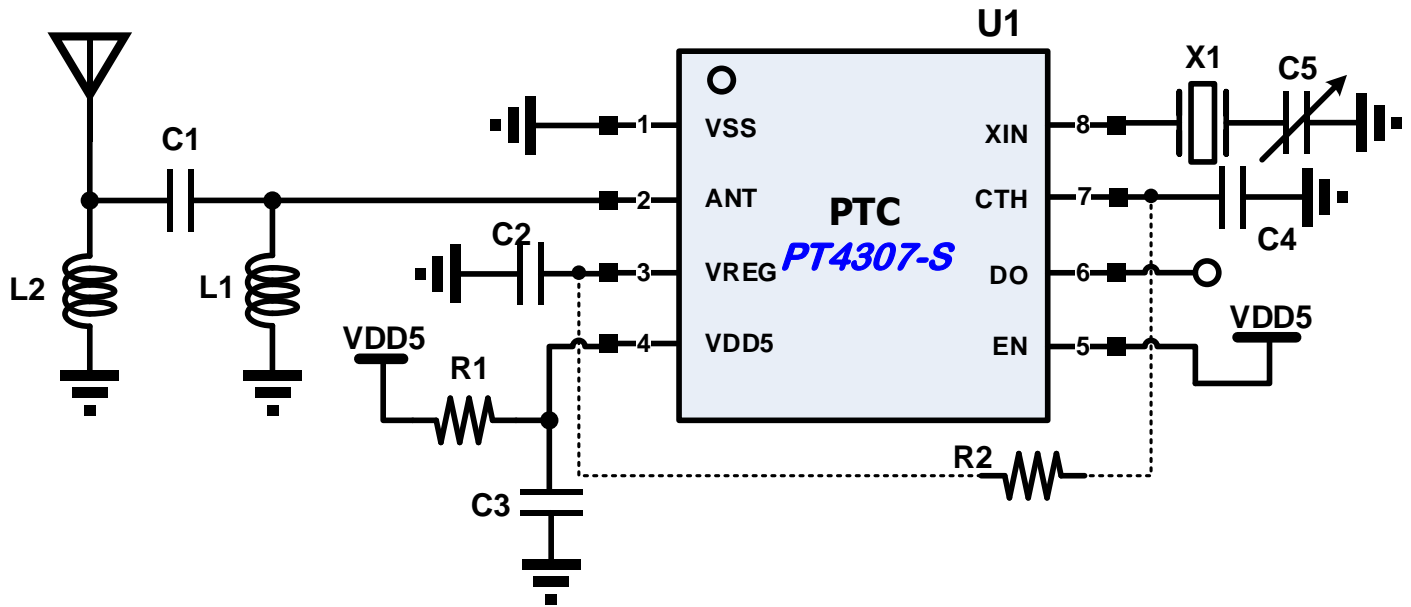 U1
X1
C5
C1
1
VSS
XIN
8
2
ANT
PTC
CTH
7
C2
PT4307-S
C4
L2
L1
3
VREG
DO
6
VDD5
VDD5
4
VDD5
EN
5
R1
R2
C3